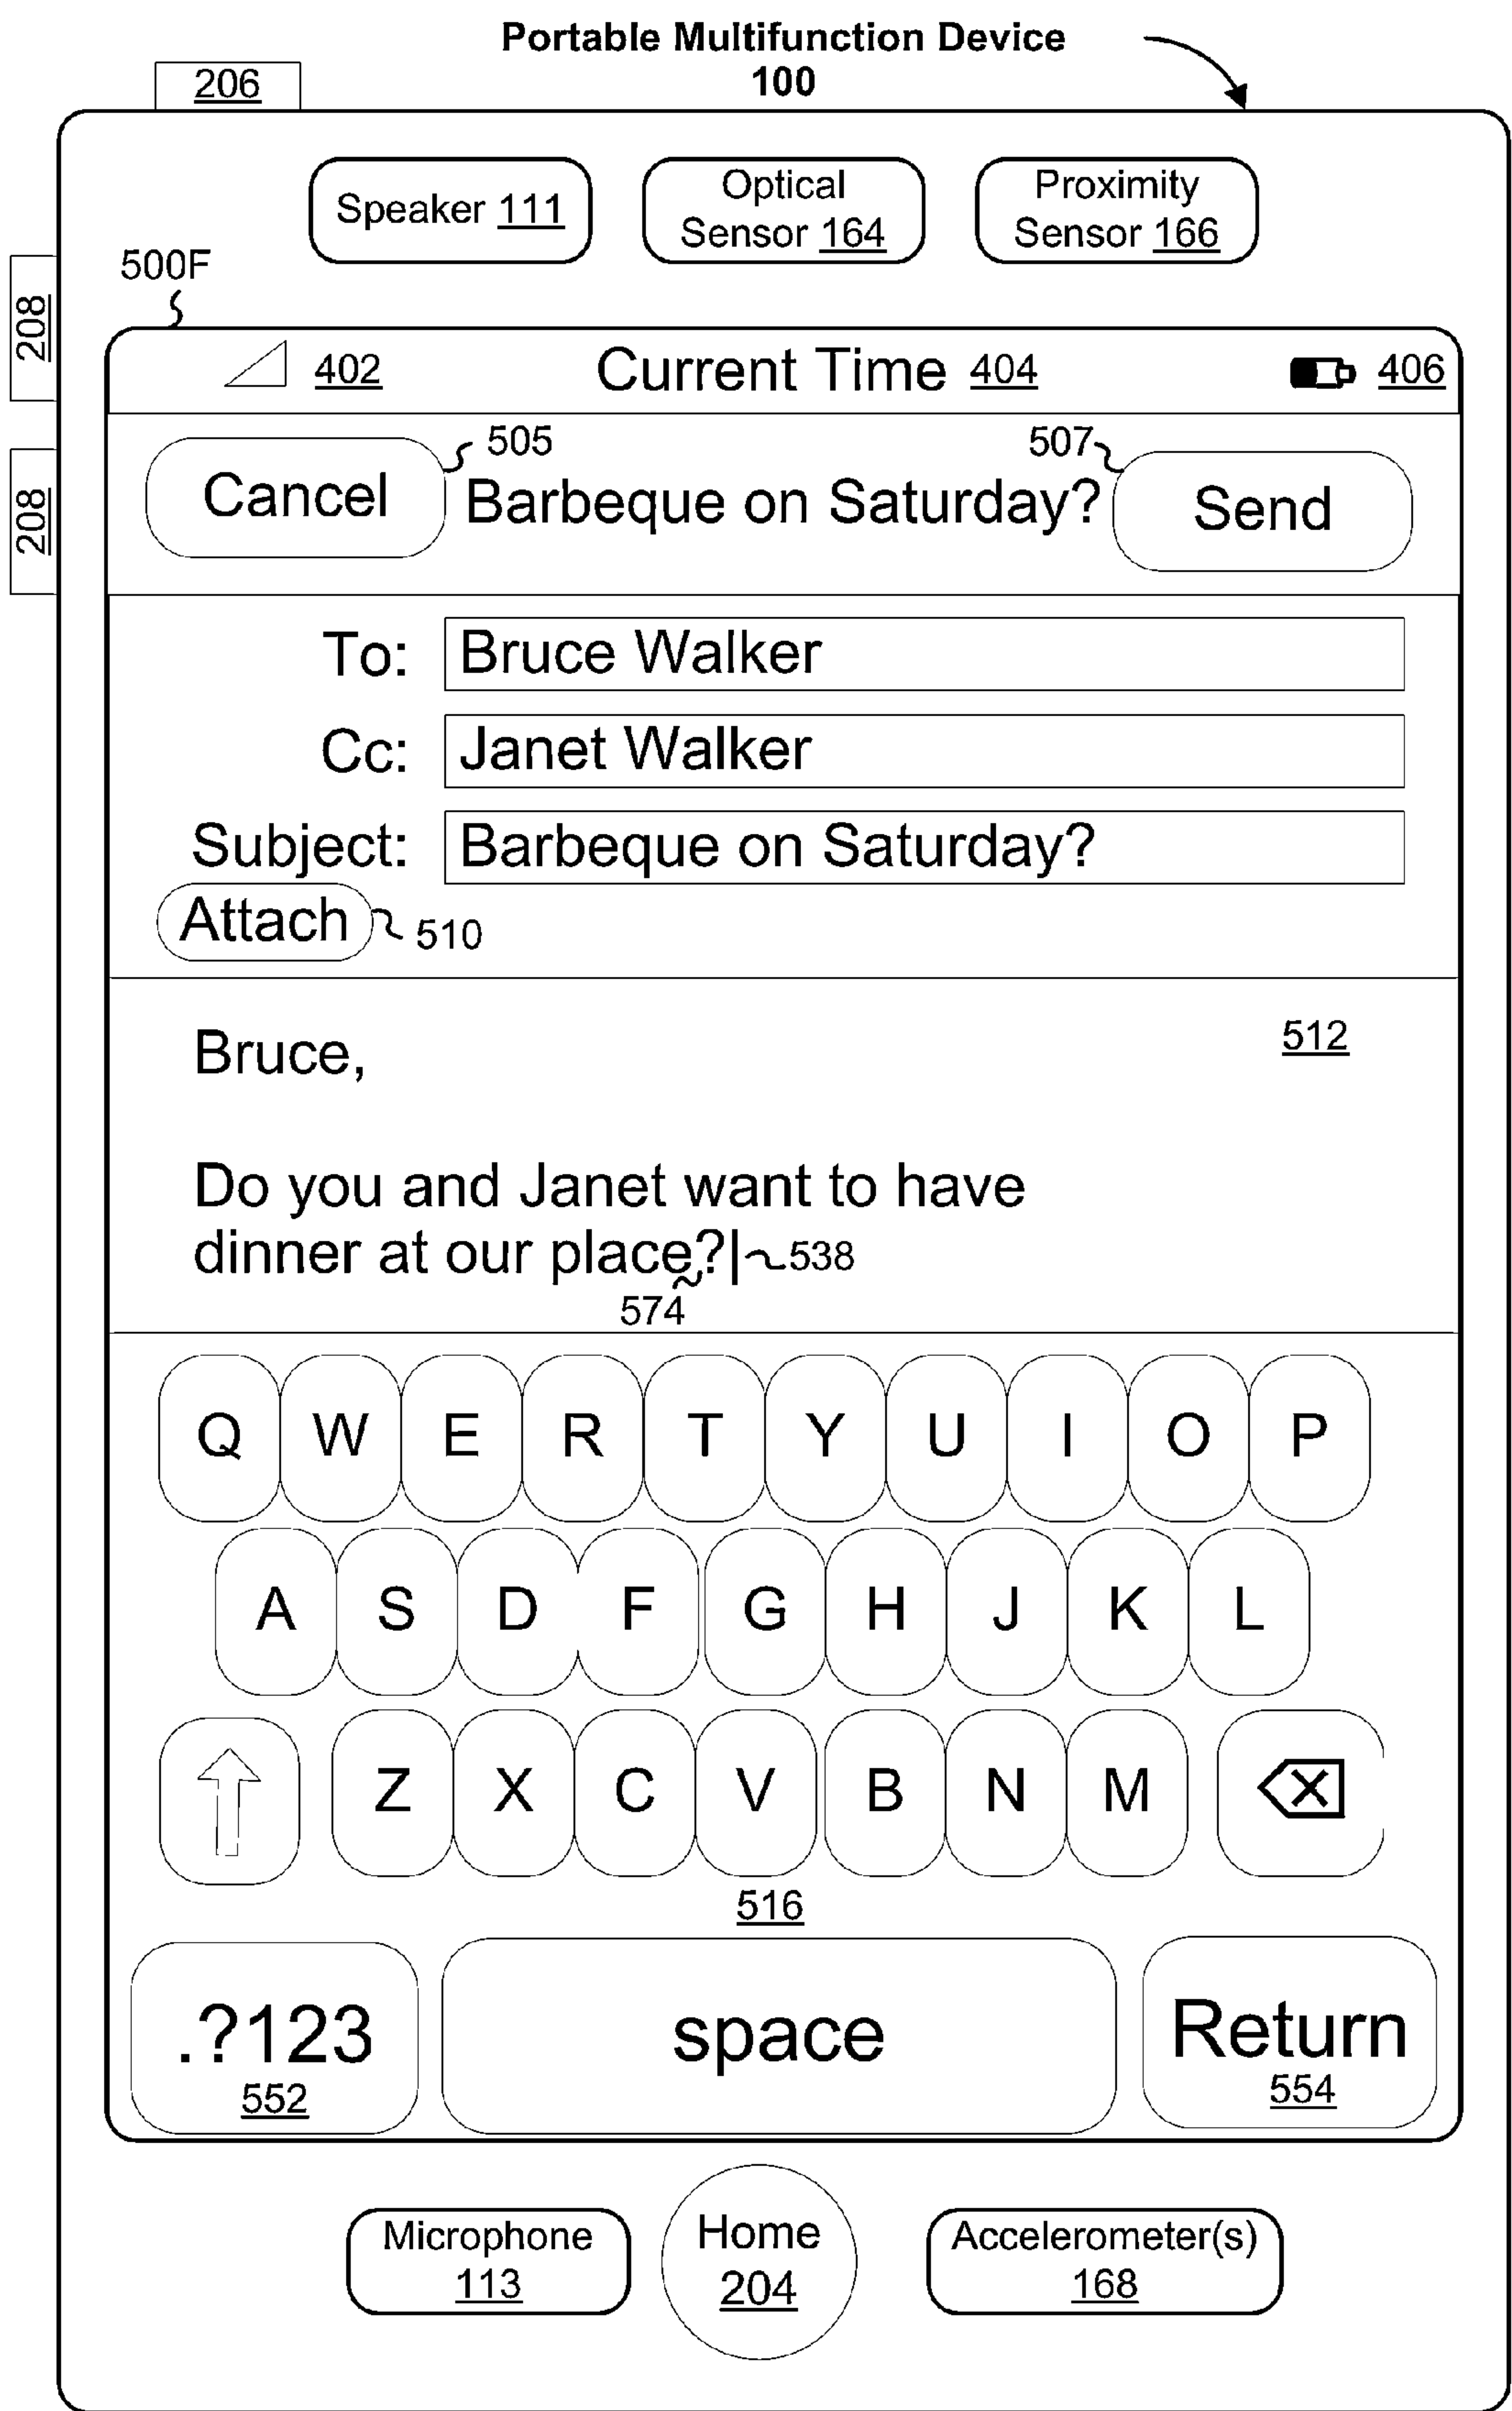 Portable Multifunction Device
100
206
Speaker 111
Optical
Sensor 164
Proximity
Sensor 166
500F
208
208
402 Current Time 404 406
505 507
Cancel Barbeque on Saturday? Send
To: Bruce Walker
Cc: Janet Walker
Subject: Barbeque on Saturday?
Attach 510
512
Bruce,
Do you and Janet want to have
dinner at our place?| 538
574
Q W E R T Y U I O P
A S D F G H J K L
Z X C V B N M
516
.?123 space Return
552 554
Microphone
113
Home
204
Accelerometer(s)
168